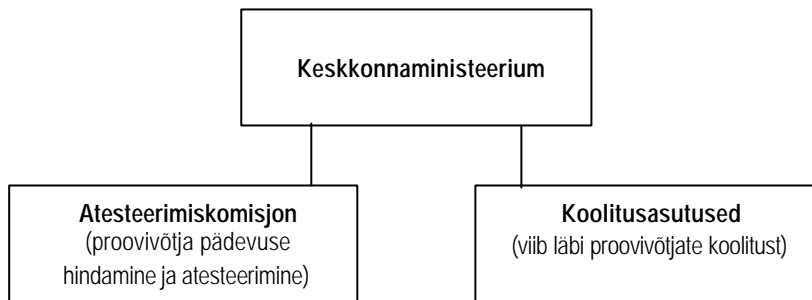 Keskkonnaministeerium
Atesteerimiskomisjon
(proovivõtja pädevuse
hindamine ja atesteerimine)
Koolitusasutused
(viib läbi proovivõtjate koolitust)